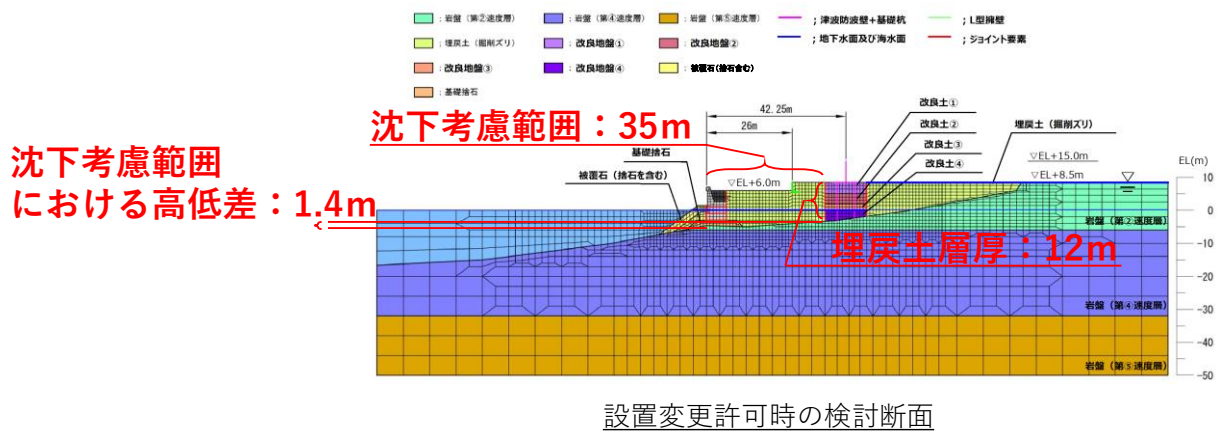 ; 岩盤（第②速度層） ; 岩盤（第④速度層） ; 岩盤（第⑤速度層） ; 津波防波壁＋基礎杭 ; L型擁壁
; 埋戻土（掘削ズリ） ; 改良地盤① ; 改良地盤② ; 地下水面及び海水面 ; ジョイント要素
; 改良地盤③ ; 改良地盤④ ; 被覆石(捨石含む)
; 基礎捨石
42.25m
26m
沈下考慮範囲：35m
沈下考慮範囲
における高低差：1.4m
基礎捨石
被覆石（捨石を含む）
▽EL+6.0m
改良土①
改良土②
改良土③
改良土④
埋戻土（掘削ズリ）
▽EL+15.0m
▽EL+8.5m
埋戻土層厚：12m
EL(m)
10
0
-10
-20
-30
-40
-50
岩盤（第②速度層）
岩盤（第④速度層）
岩盤（第⑤速度層）
設置変更許可時の検討断面